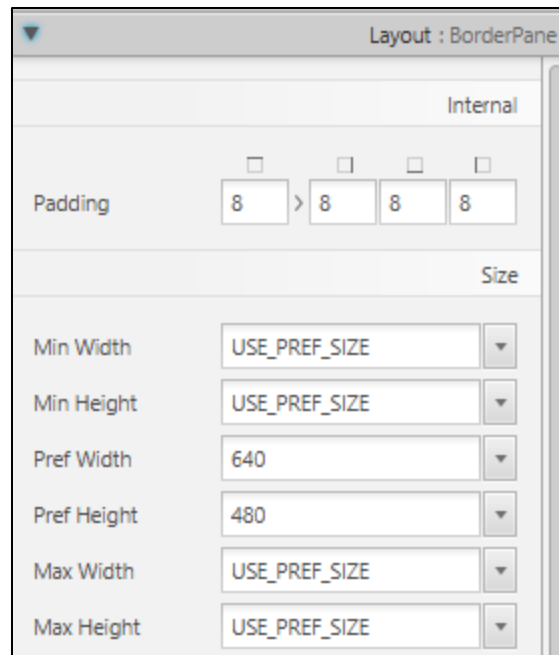 Layout : BorderPane
Internal
Padding 8 > 8 8 8
Size
Min Width USE_PREF_SIZE
Min Height USE_PREF_SIZE
Pref Width 640
Pref Height 480
Max Width USE_PREF_SIZE
Max Height USE_PREF_SIZE